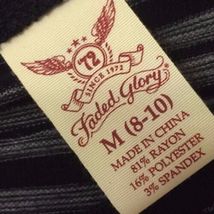 '72
SINCE 1972
Faded Glory
M (8-10)
MADE IN CHINA
81% RAYON
16% POLYESTER
3% SPANDEX